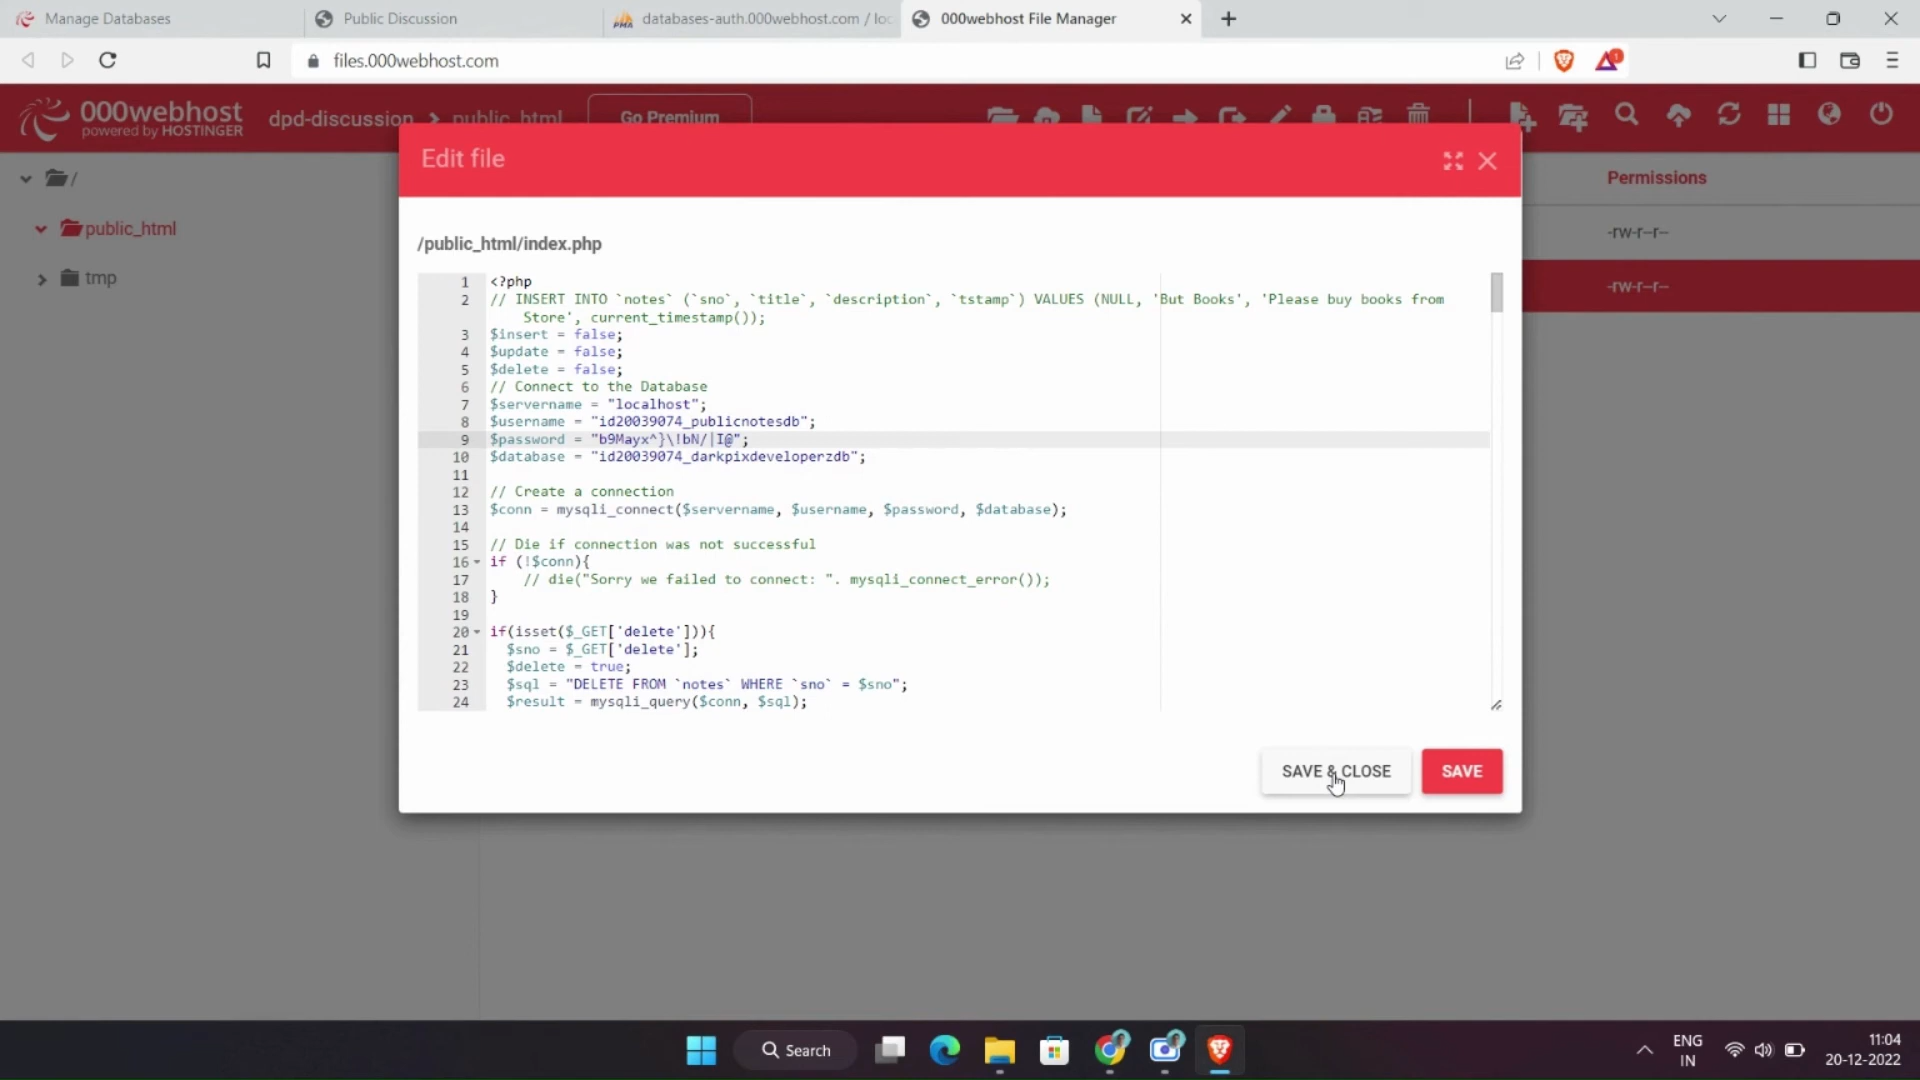 Manage Databases
Public Discussion
databases-auth.000webhost.com / loc
000webhost File Manager
files.000webhost.com
1
000webhost
powered by HOSTINGER
dpd-discussion > public_html
Go Premium
Edit file
/
public_html
tmp
Permissions
-rw-r--r--
-rw-r--r--
/public_html/index.php
1 <?php
2 // INSERT INTO `notes` (`sno`, `title`, `description`, `tstamp`) VALUES (NULL, 'But Books', 'Please buy books from
Store', current_timestamp());
3 $insert = false;
4 $update = false;
5 $delete = false;
6 // Connect to the Database
7 $servername = "localhost";
8 $username = "id20039074_publicnotesdb";
9 $password = "b9Mayx^}\!bN/|I@";
10 $database = "id20039074_darkpixdeveloperzdb";
11
12 // Create a connection
13 $conn = mysqli_connect($servername, $username, $password, $database);
14
15 // Die if connection was not successful
16 if (!$conn){
17 // die("Sorry we failed to connect: ". mysqli_connect_error());
18 }
19
20 if(isset($_GET['delete'])){
21 $sno = $_GET['delete'];
22 $delete = true;
23 $sql = "DELETE FROM `notes` WHERE `sno` = $sno";
24 $result = mysqli_query($conn, $sql);
SAVE & CLOSE
SAVE
Search
ENG
IN
11:04
20-12-2022